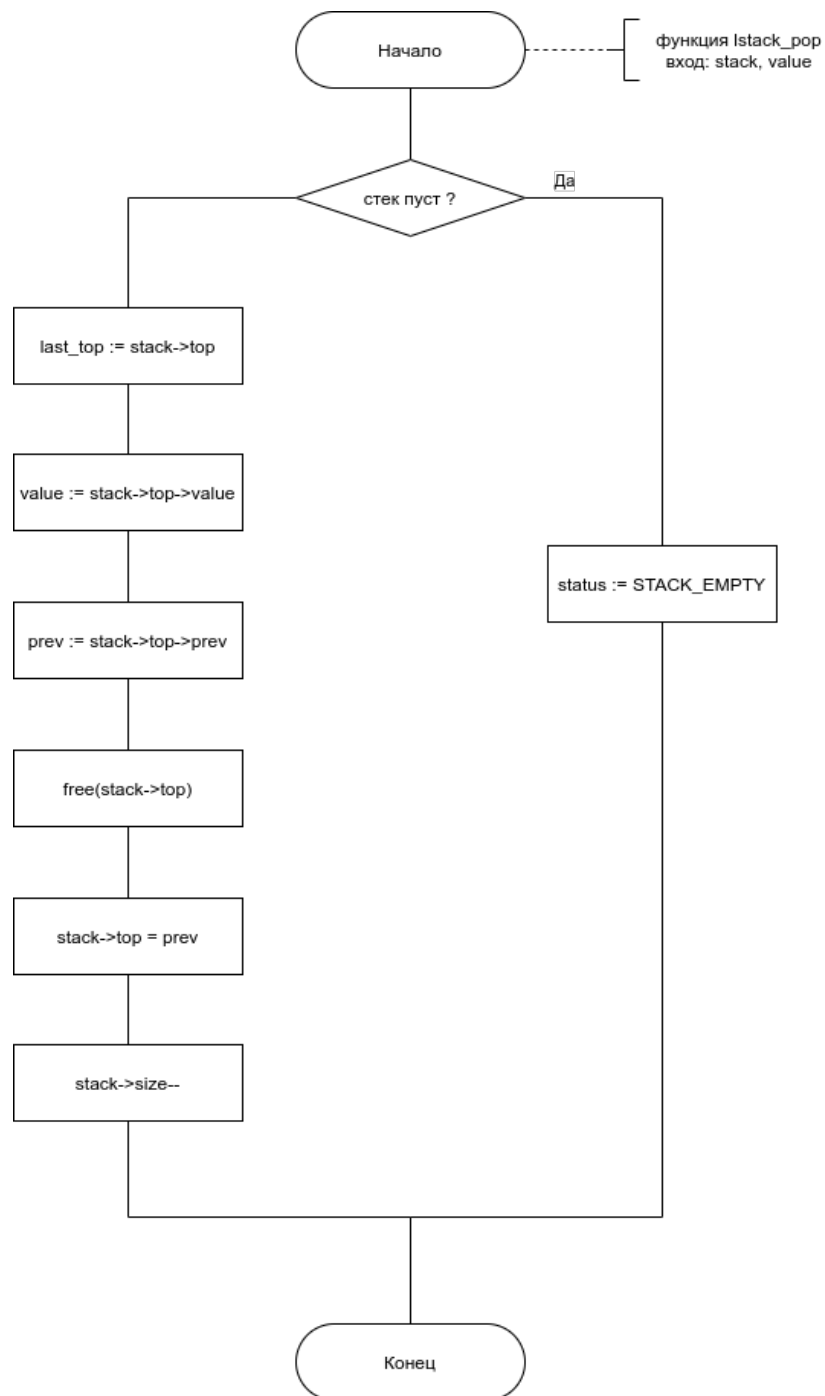 Начало
функция lstack_pop
вход: stack, value
стек пуст ?
Да
last_top := stack->top
value := stack->top->value
prev := stack->top->prev
free(stack->top)
stack->top = prev
stack->size--
status := STACK_EMPTY
Конец